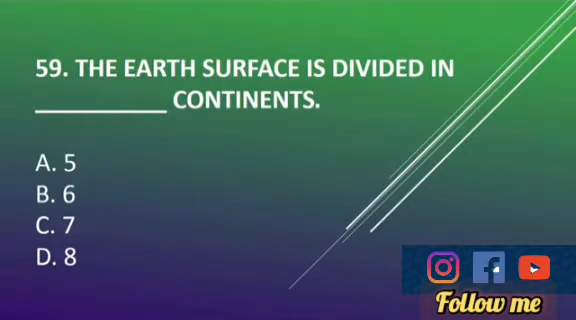 59. THE EARTH SURFACE IS DIVIDED IN
__________ CONTINENTS.
A. 5
B. 6
C. 7
D. 8
Follow me